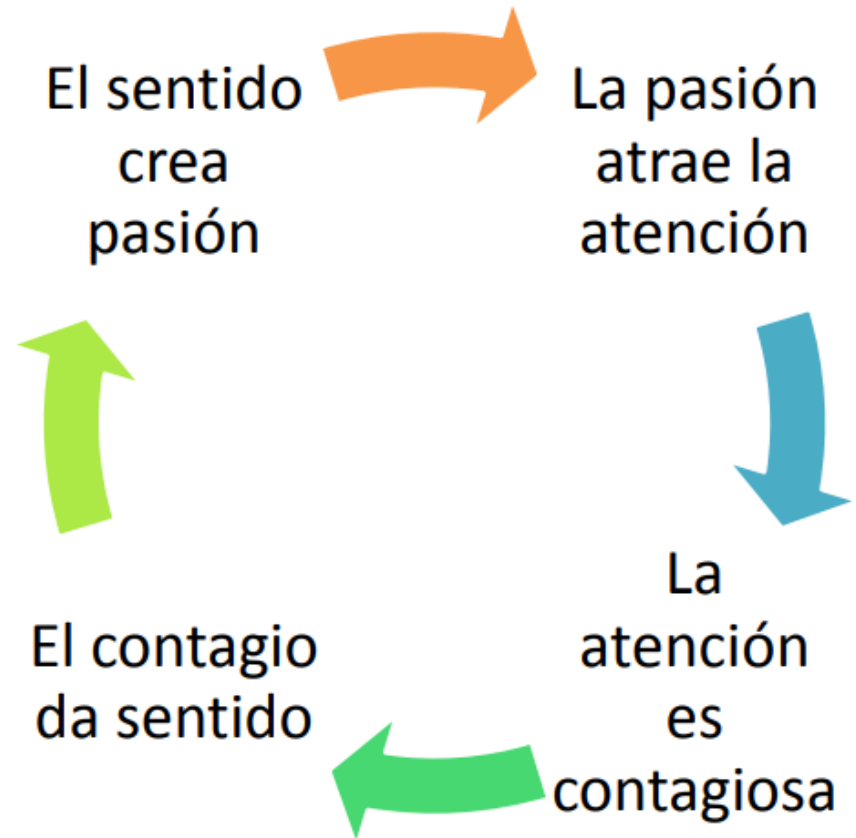 El sentido
crea
pasión
La pasión
atrae la
atención
La
atención
es
contagiosa
El contagio
da sentido